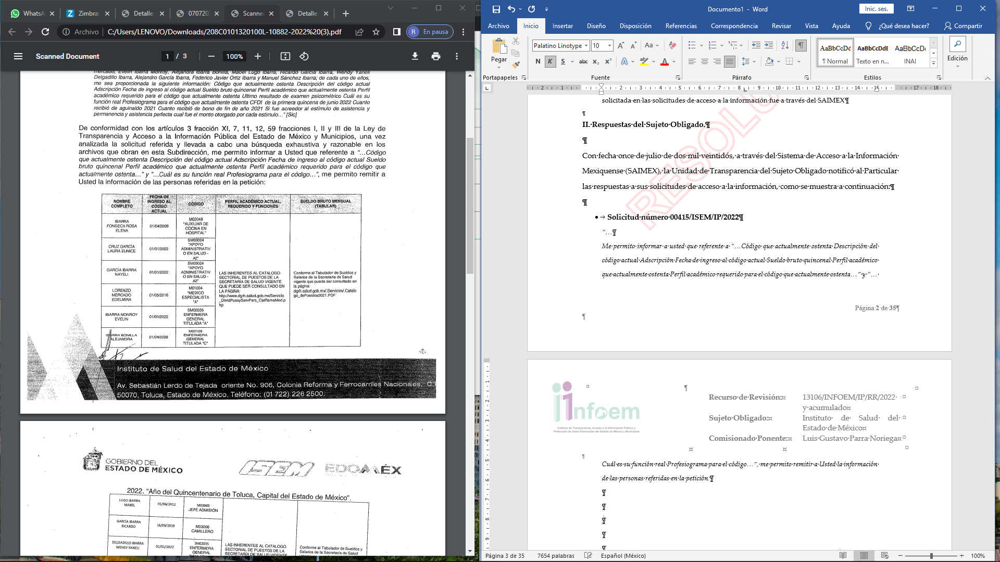 WhatsA
Zimbra:
Detalle
070720
Scanne
Detalle
Archivo
C:/Users/LENOVO/Downloads/208C0101320100L-10882-2022%20(3).pdf
R
En pausa
Scanned Document
1 / 3
100%
mercado, Evelin Ibarra Monroy, Alejandra Ibarra Bonilla, Mabel Lugo Ibarra, Ricardo García Ibarra, Wendy Yaneli
Delgadillo Ibarra, Alejandro García Ibarra, Federico Javier Ortiz Ibarra y Manuel Sánchez Ibarra; de cada uno de ellos,
me sea proporcionada la siguiente información: Código que actualmente ostenta Descripción del código actual
Adscripción Fecha de ingreso al código actual Sueldo bruto quincenal Perfil académico que actualmente ostenta Perfil
académico requerido para el código que actualmente ostenta Ultimo resultado de examen psicométrico Cuál es su
función real Profesiograma para el código que actualmente ostenta CFDI de la primera quincena de junio 2022 Cuanto
recibió de aguinaldo 2021 Cuanto recibió de bono de fin de año 2021 Si fue acreedor al estímulo de asistencia y
permanencia y asistencia perfecta cual fue el monto otorgado por cada estimulo…" [Sic]
De conformidad con los artículos 3 fracción XI, 7, 11, 12, 59 fracciones I, II y III de la Ley de
Transparencia y Acceso a la Información Pública del Estado de México y Municipios, una vez
analizada la solicitud referida y llevada a cabo una búsqueda exhaustiva y razonable en los
archivos que obran en esta Subdirección, me permito informar a Usted que referente a "…Código
que actualmente ostenta Descripción del código actual Adscripción Fecha de ingreso al código actual Sueldo
bruto quincenal Perfil académico que actualmente ostenta Perfil académico requerido para el código que
actualmente ostenta…" y "…Cuál es su función real Profesiograma para el código…", me permito remitir a
Usted la información de las personas referidas en la petición:
NOMBRE COMPLETO
FECHA DE INGRESO AL CÓDIGO ACTUAL
CÓDIGO
PERFIL ACADÉMICO ACTUAL, REQUERIDO Y FUNCIONES
SUELDO BRUTO MENSUAL (TABULAR)
IBARRA FONSECA ROSA ELENA
01/04/2009
M02048 "AUXILIAR DE COCINA EN HOSPITAL"
CRUZ GARCÍA LAURA EUNICE
01/01/2022
SM03024 "APOYO ADMINISTRATIVO EN SALUD - A2"
GARCÍA IBARRA NAYELI
01/01/2022
SM03024 "APOYO ADMINISTRATIVO EN SALUD - A2"
LORENZO MERCADO EDELMIRA
01/05/2016
M01004 "MEDICO ESPECIALISTA "A"
IBARRA MONROY EVELIN
01/01/2022
SM02035 ENFERMERA GENERAL TITULADA "A"
IBARRA BONILLA ALEJANDRA
01/04/2009
M02105 ENFERMERA GENERAL TITULADA "C"
LAS INHERENTES AL CATALOGO
SECTORIAL DE PUESTOS DE LA
SECRETARÍA DE SALUD VIGENTE
QUE PUEDE SER CONSULTADO EN
LA PÁGINA:
http://www.dgrh.salud.gob.mx/Servicio
_DIntdPuesyServPers_CatRamaMed.p
hp
Conforme al Tabulador de Sueldos y
Salarios de la Secretaría de Salud
vigente que puede ser consultado en
la página:
dgrh.salud.gob.mx/.Servicios/.Catalo
go_dePuestos2021.PDF
Instituto de Salud del Estado de México
Av. Sebastián Lerdo de Tejada oriente No. 906, Colonia Reforma y Ferrocarriles Nacionales, C.P
50070, Toluca, Estado de México. Teléfono: (01 722) 226 2500.
GOBIERNO DEL
ESTADO DE MÉXICO
ISEM
EDOMÉX
2022. "Año del Quincentenario de Toluca, Capital del Estado de México".
LUGO IBARRA MABEL
01/06/2012
M02060 JEFE ADMISIÓN
GARCÍA IBARRA RICARDO
16/09/2019
M03006 CAMILLERO
DELGADILLO IBARRA WENDY YANELI
01/01/2022
SM02035 ENFERMERA GENERAL
LAS INHERENTES AL CATALOGO
SECTORIAL DE PUESTOS DE LA
SECRETARÍA DE SALUD VIGENTE
Conforme al Tabulador de Sueldos y
Salarios de la Secretaría de Salud
Documento1 - Word
Inic. ses.
Archivo
Inicio
Insertar
Diseño
Disposición
Referencias
Correspondencia
Revisar
Vista
Ayuda
¿Qué desea hacer?
Compartir
Pegar
Palatino Linotype
10
N K S abc x₂ x²
Aa
AaBbCcDd
¶ Normal
AaBbCcDdE
Texto en n...
AaBbCcDc
INAI
Edición
Portapapeles
Fuente
Párrafo
Estilos
RESOLU
solicitada en las solicitudes de acceso a la información fue a través del SAIMEX¶
¶
II. Respuestas del Sujeto Obligado.¶
¶
Con fecha once de julio de dos mil veintidós, a través del Sistema de Acceso a la Información
Mexiquense (SAIMEX), la Unidad de Transparencia del Sujeto Obligado notificó al Particular
las respuestas a sus solicitudes de acceso a la información, como se muestra a continuación:¶
¶
• Solicitud número 00415/ISEM/IP/2022¶
"…¶
Me permito informar a usted que referente a "…Código que actualmente ostenta Descripción del
código actual Adscripción Fecha de ingreso al código actual Sueldo bruto quincenal Perfil académico
que actualmente ostenta Perfil académico requerido para el código que actualmente ostenta…" y "…
Página 2 de 35¶
¶
infoem
Instituto de Transparencia, Acceso a la Información Pública y
Protección de Datos Personales del Estado de México y Municipios
Recurso de Revisión:
13106/INFOEM/IP/RR/2022
y acumulado
Sujeto Obligado:
Instituto de Salud del
Estado de México
Comisionado Ponente:
Luis Gustavo Parra Noriega
¶
Cuál es su función real Profesiograma para el código…", me permito remitir a Usted la información
de las personas referidas en la petición:¶
¶
¶
¶
¶
¶
Página 3 de 35
7654 palabras
Español (México)
100%